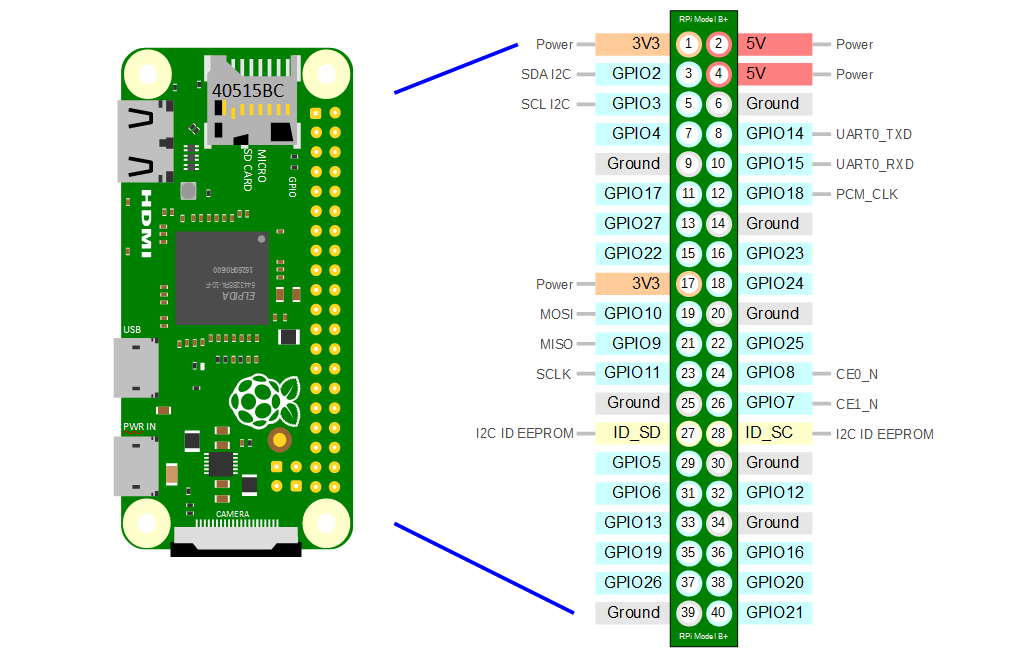 40515BC
MICRO
SD CARD
GPIO
HDMI
ELPIDA
USB
PWR IN
CAMERA
RPi Model B+
Power 3V3 1 2 5V Power
SDA I2C GPIO2 3 4 5V Power
SCL I2C GPIO3 5 6 Ground
GPIO4 7 8 GPIO14 UART0_TXD
Ground 9 10 GPIO15 UART0_RXD
GPIO17 11 12 GPIO18 PCM_CLK
GPIO27 13 14 Ground
GPIO22 15 16 GPIO23
Power 3V3 17 18 GPIO24
MOSI GPIO10 19 20 Ground
MISO GPIO9 21 22 GPIO25
SCLK GPIO11 23 24 GPIO8 CE0_N
Ground 25 26 GPIO7 CE1_N
I2C ID EEPROM ID_SD 27 28 ID_SC I2C ID EEPROM
GPIO5 29 30 Ground
GPIO6 31 32 GPIO12
GPIO13 33 34 Ground
GPIO19 35 36 GPIO16
GPIO26 37 38 GPIO20
Ground 39 40 GPIO21
RPi Model B+